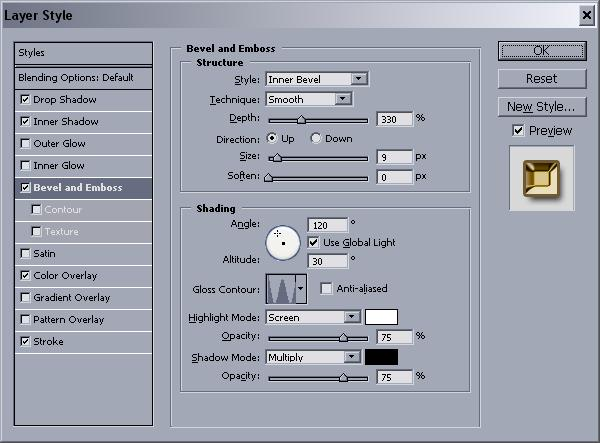 Layer Style
Styles
Blending Options: Default
Drop Shadow
Inner Shadow
Outer Glow
Inner Glow
Bevel and Emboss
Contour
Texture
Satin
Color Overlay
Gradient Overlay
Pattern Overlay
Stroke
Bevel and Emboss
Structure
Style: Inner Bevel
Technique: Smooth
Depth: 330 %
Direction: Up Down
Size: 9 px
Soften: 0 px
Shading
Angle: 120 °
Use Global Light
Altitude: 30 °
Gloss Contour: Anti-aliased
Highlight Mode: Screen
Opacity: 75 %
Shadow Mode: Multiply
Opacity: 75 %
OK
Reset
New Style...
Preview